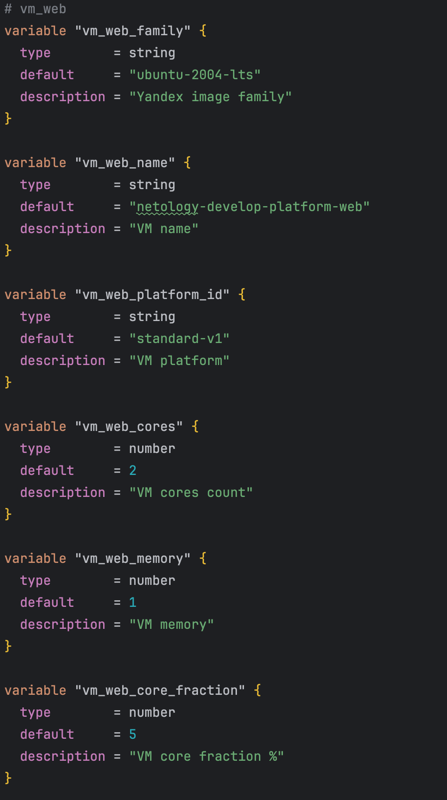 # vm_web
variable "vm_web_family" {
  type        = string
  default     = "ubuntu-2004-lts"
  description = "Yandex image family"
}

variable "vm_web_name" {
  type        = string
  default     = "netology-develop-platform-web"
  description = "VM name"
}

variable "vm_web_platform_id" {
  type        = string
  default     = "standard-v1"
  description = "VM platform"
}

variable "vm_web_cores" {
  type        = number
  default     = 2
  description = "VM cores count"
}

variable "vm_web_memory" {
  type        = number
  default     = 1
  description = "VM memory"
}

variable "vm_web_core_fraction" {
  type        = number
  default     = 5
  description = "VM core fraction %"
}